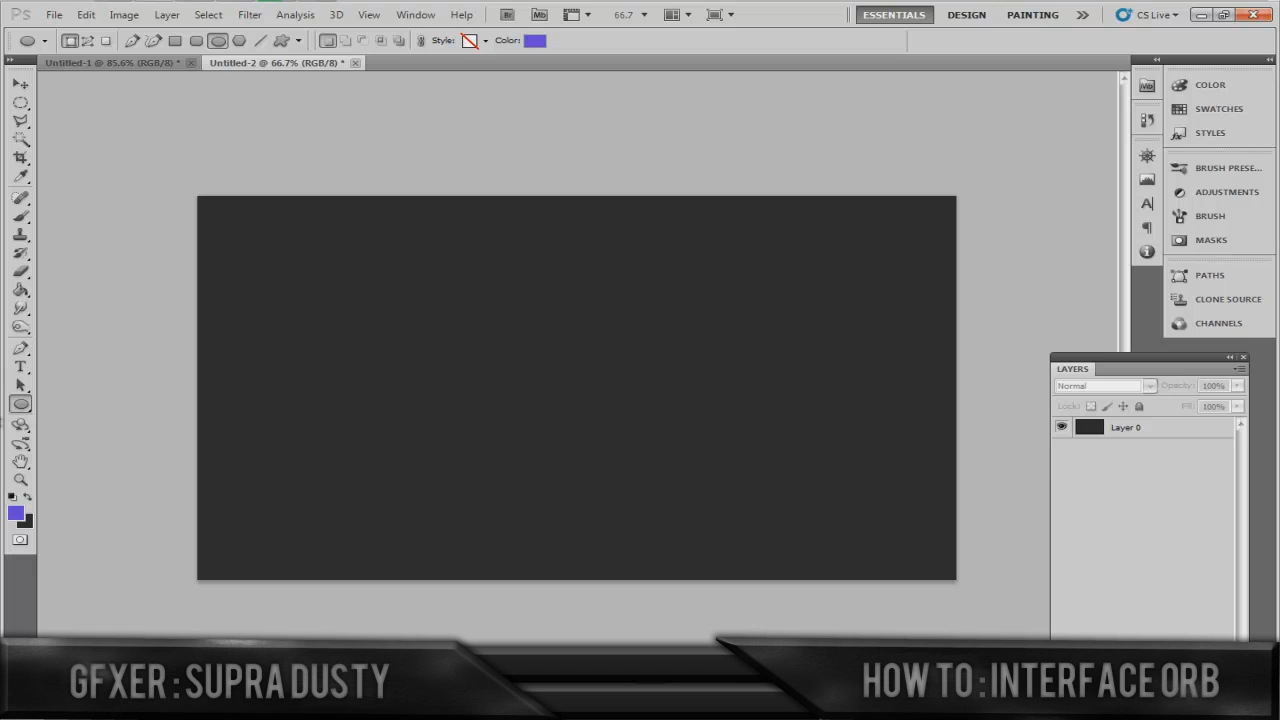 Ps File Edit Image Layer Select Filter Analysis 3D View Window Help Br Mb 66.7 ESSENTIALS DESIGN PAINTING CS Live
Style: Color:
Untitled-1 @ 85.6% (RGB/8) * Untitled-2 @ 66.7% (RGB/8) *
Mb
COLOR
SWATCHES
STYLES
BRUSH PRESE...
ADJUSTMENTS
BRUSH
MASKS
PATHS
CLONE SOURCE
CHANNELS
LAYERS
Normal Opacity: 100%
Lock: Fill: 100%
Layer 0
GFXER : SUPRA DUSTY
HOW TO : INTERFACE ORB